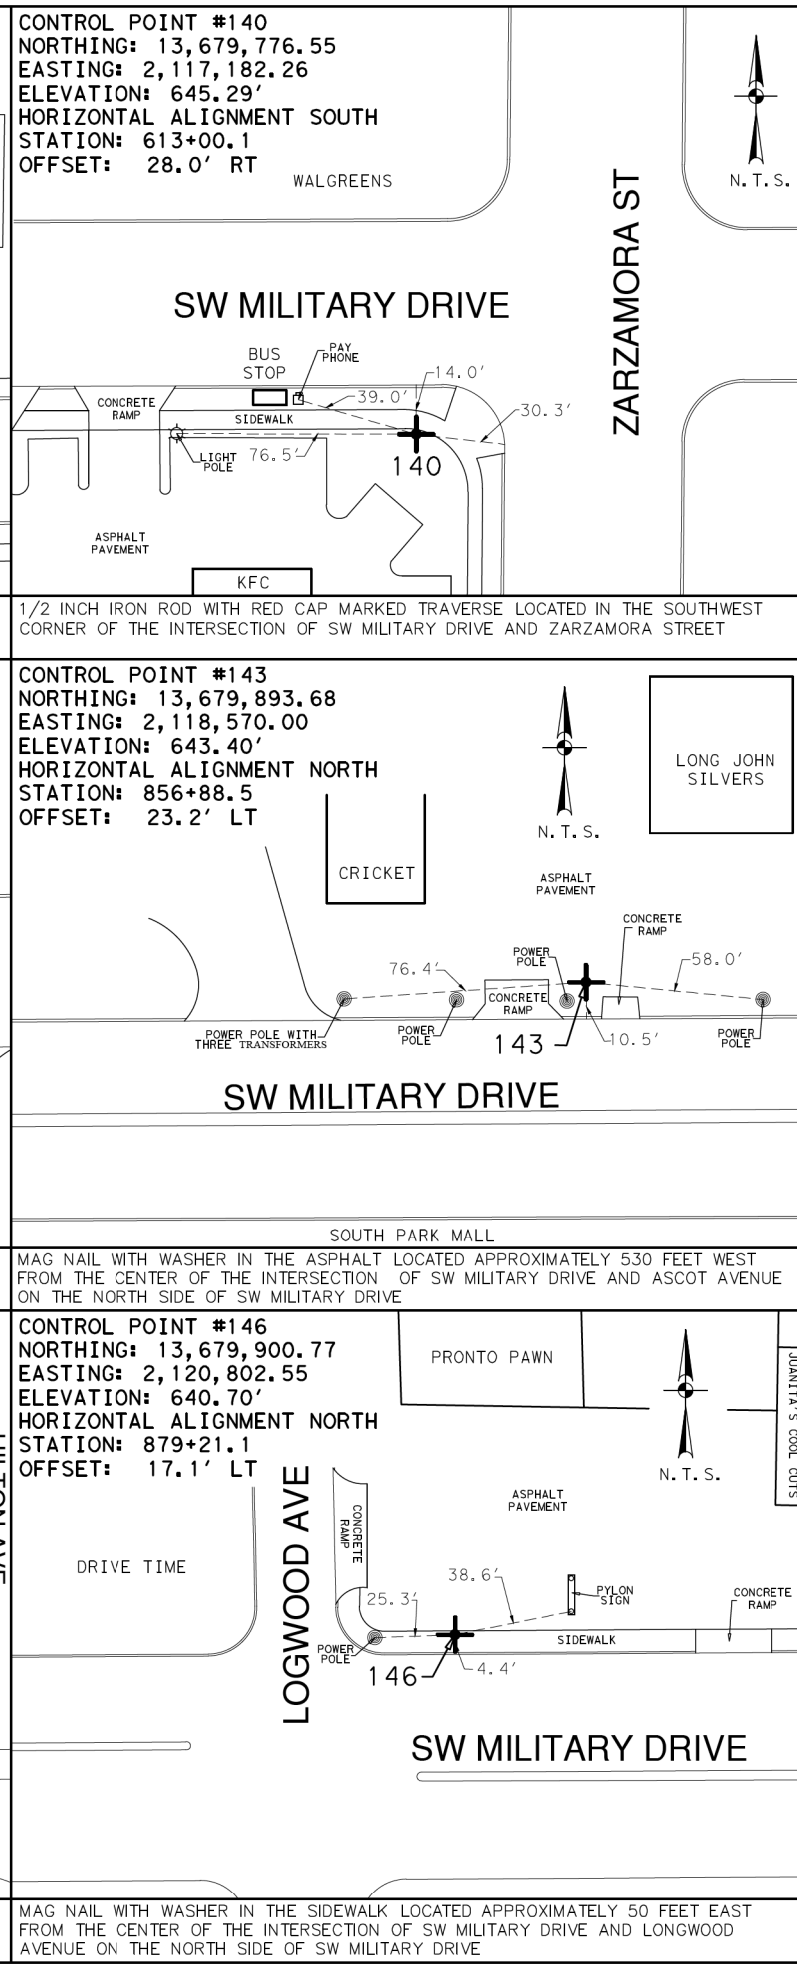 CONTROL POINT #140
NORTHING: 13,679,776.55
EASTING: 2,117,182.26
ELEVATION: 645.29'
HORIZONTAL ALIGNMENT SOUTH
STATION: 613+00.1
OFFSET: 28.0' RT
WALGREENS
N.T.S.
ZARZAMORA ST
SW MILITARY DRIVE
BUS
STOP
PAY
PHONE
14.0'
39.0'
30.3'
CONCRETE
RAMP
SIDEWALK
LIGHT
POLE
76.5'
140
ASPHALT
PAVEMENT
KFC
1/2 INCH IRON ROD WITH RED CAP MARKED TRAVERSE LOCATED IN THE SOUTHWEST
CORNER OF THE INTERSECTION OF SW MILITARY DRIVE AND ZARZAMORA STREET
CONTROL POINT #143
NORTHING: 13,679,893.68
EASTING: 2,118,570.00
ELEVATION: 643.40'
HORIZONTAL ALIGNMENT NORTH
STATION: 856+88.5
OFFSET: 23.2' LT
N.T.S.
LONG JOHN
SILVERS
CRICKET
ASPHALT
PAVEMENT
CONCRETE
RAMP
POWER
POLE
76.4'
58.0'
CONCRETE
RAMP
POWER POLE WITH
THREE TRANSFORMERS
POWER
POLE
143
10.5'
POWER
POLE
SW MILITARY DRIVE
SOUTH PARK MALL
MAG NAIL WITH WASHER IN THE ASPHALT LOCATED APPROXIMATELY 530 FEET WEST
FROM THE CENTER OF THE INTERSECTION OF SW MILITARY DRIVE AND ASCOT AVENUE
ON THE NORTH SIDE OF SW MILITARY DRIVE
CONTROL POINT #146
NORTHING: 13,679,900.77
EASTING: 2,120,802.55
ELEVATION: 640.70'
HORIZONTAL ALIGNMENT NORTH
STATION: 879+21.1
OFFSET: 17.1' LT
PRONTO PAWN
JUANITA'S COOL CUTS
N.T.S.
LOGWOOD AVE
CONCRETE
RAMP
ASPHALT
PAVEMENT
DRIVE TIME
38.6'
25.3'
PYLON
SIGN
CONCRETE
RAMP
POWER
POLE
SIDEWALK
146
4.4'
SW MILITARY DRIVE
MAG NAIL WITH WASHER IN THE SIDEWALK LOCATED APPROXIMATELY 50 FEET EAST
FROM THE CENTER OF THE INTERSECTION OF SW MILITARY DRIVE AND LONGWOOD
AVENUE ON THE NORTH SIDE OF SW MILITARY DRIVE